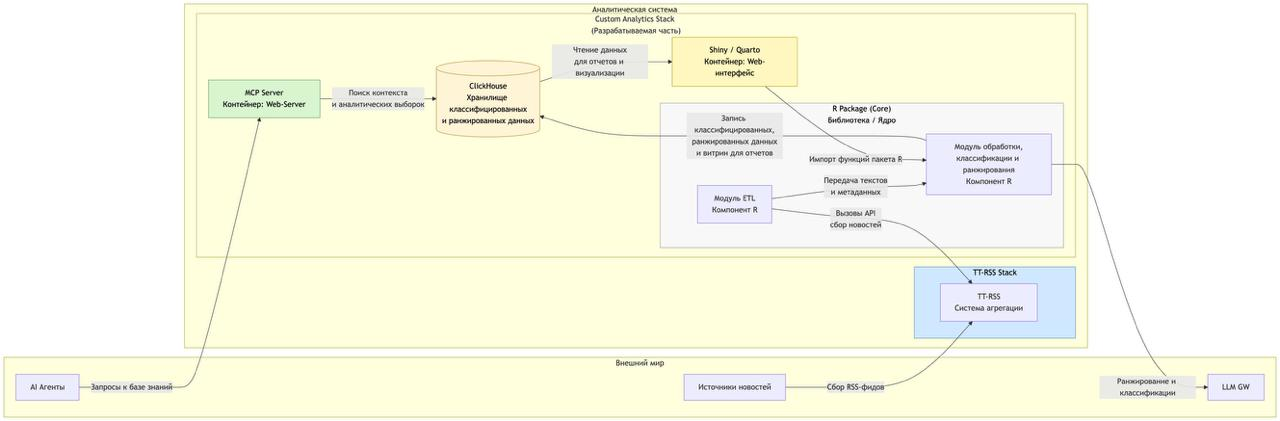 Аналитическая система
Custom Analytics Stack
(Разрабатываемая часть)
MCP Server
Контейнер: Web-Server
Поиск контекста
и аналитических выборок
ClickHouse
Хранилище
классифицированных
и ранжированных данных
Чтение данных
для отчетов и
визуализации
Shiny / Quarto
Контейнер: Web-
интерфейс
R Package (Core)
Библиотека / Ядро
Запись
классифицированных,
ранжированных данных
и витрин для отчетов
Импорт функций пакета R
Модуль обработки,
классификации и
ранжирования
Компонент R
Передача текстов
и метаданных
Модуль ETL
Компонент R
Вызовы API
сбор новостей
TT-RSS Stack
TT-RSS
Система агрегации
Внешний мир
AI Агенты
Запросы к базе знаний
Источники новостей
Сбор RSS-фидов
Ранжирование и
классификации
LLM GW